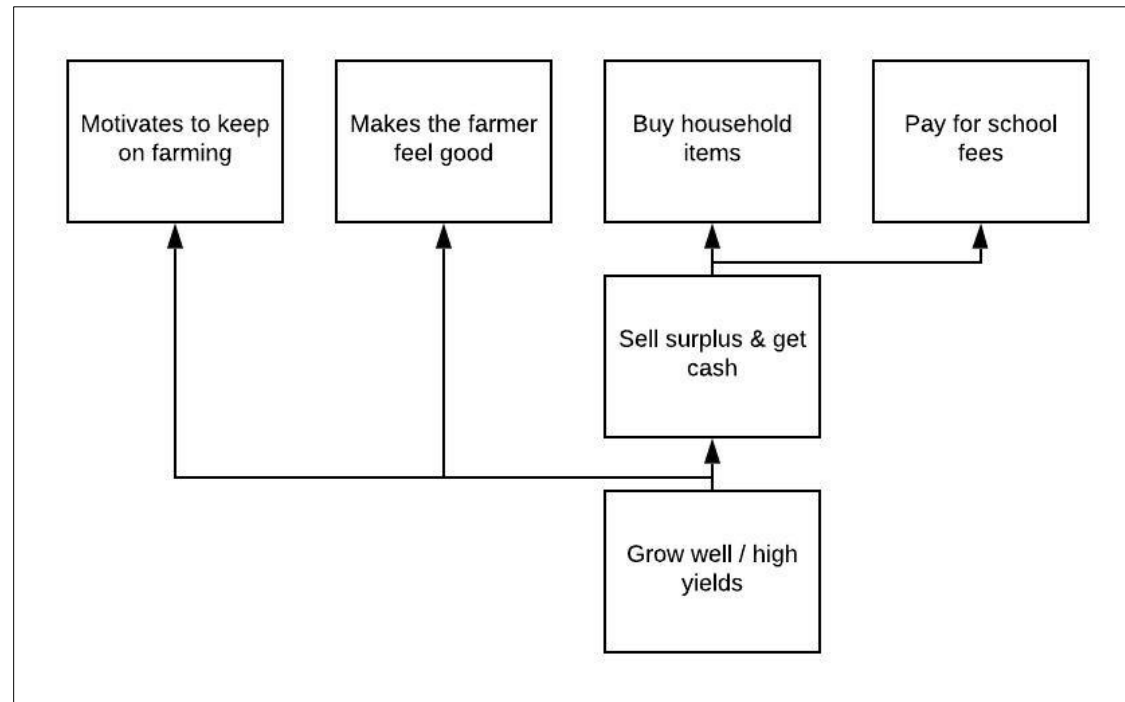 Motivates to keep
on farming
Makes the farmer
feel good
Buy household
items
Pay for school
fees
Sell surplus & get
cash
Grow well / high
yields